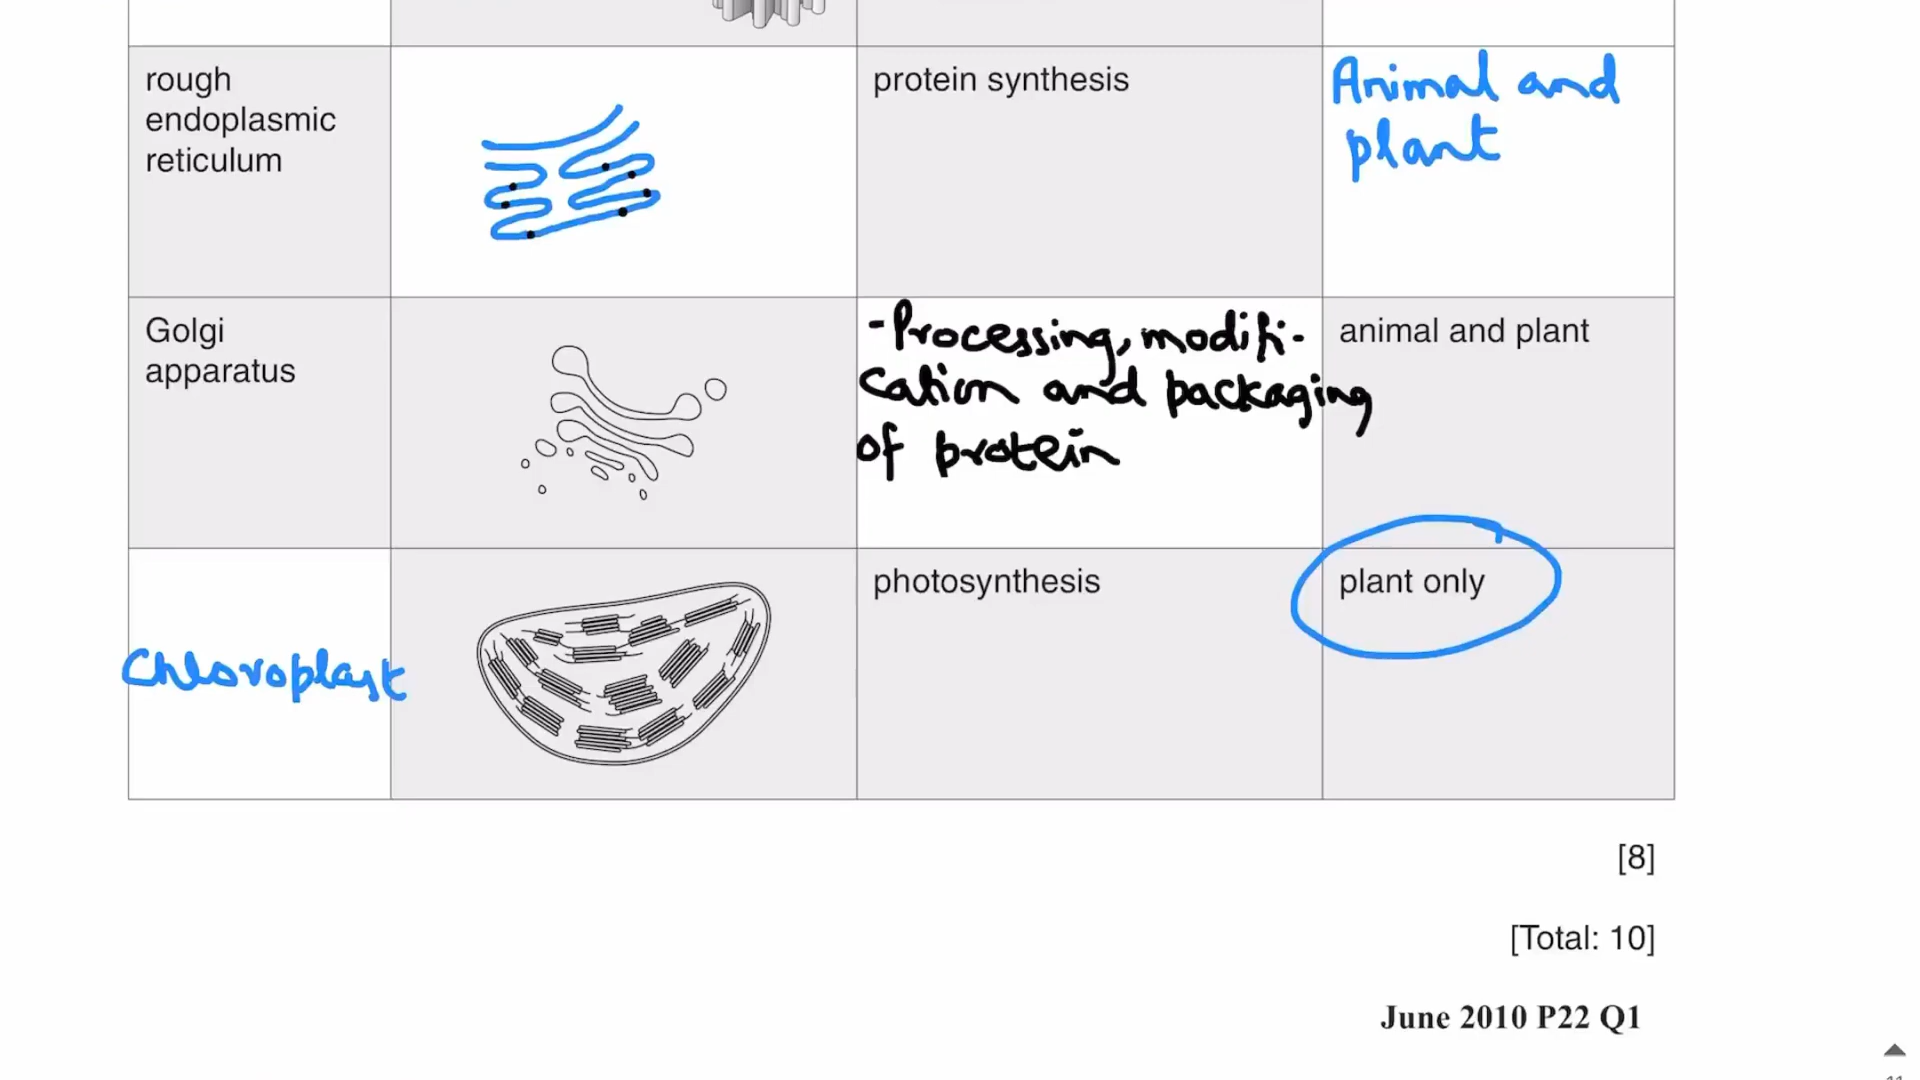 rough
endoplasmic
reticulum
protein synthesis
Animal and
plant
Golgi
apparatus
-Processing, modifi-
cation and packaging
of protein
animal and plant
Chloroplast
photosynthesis
plant only
[8]
[Total: 10]
June 2010 P22 Q1